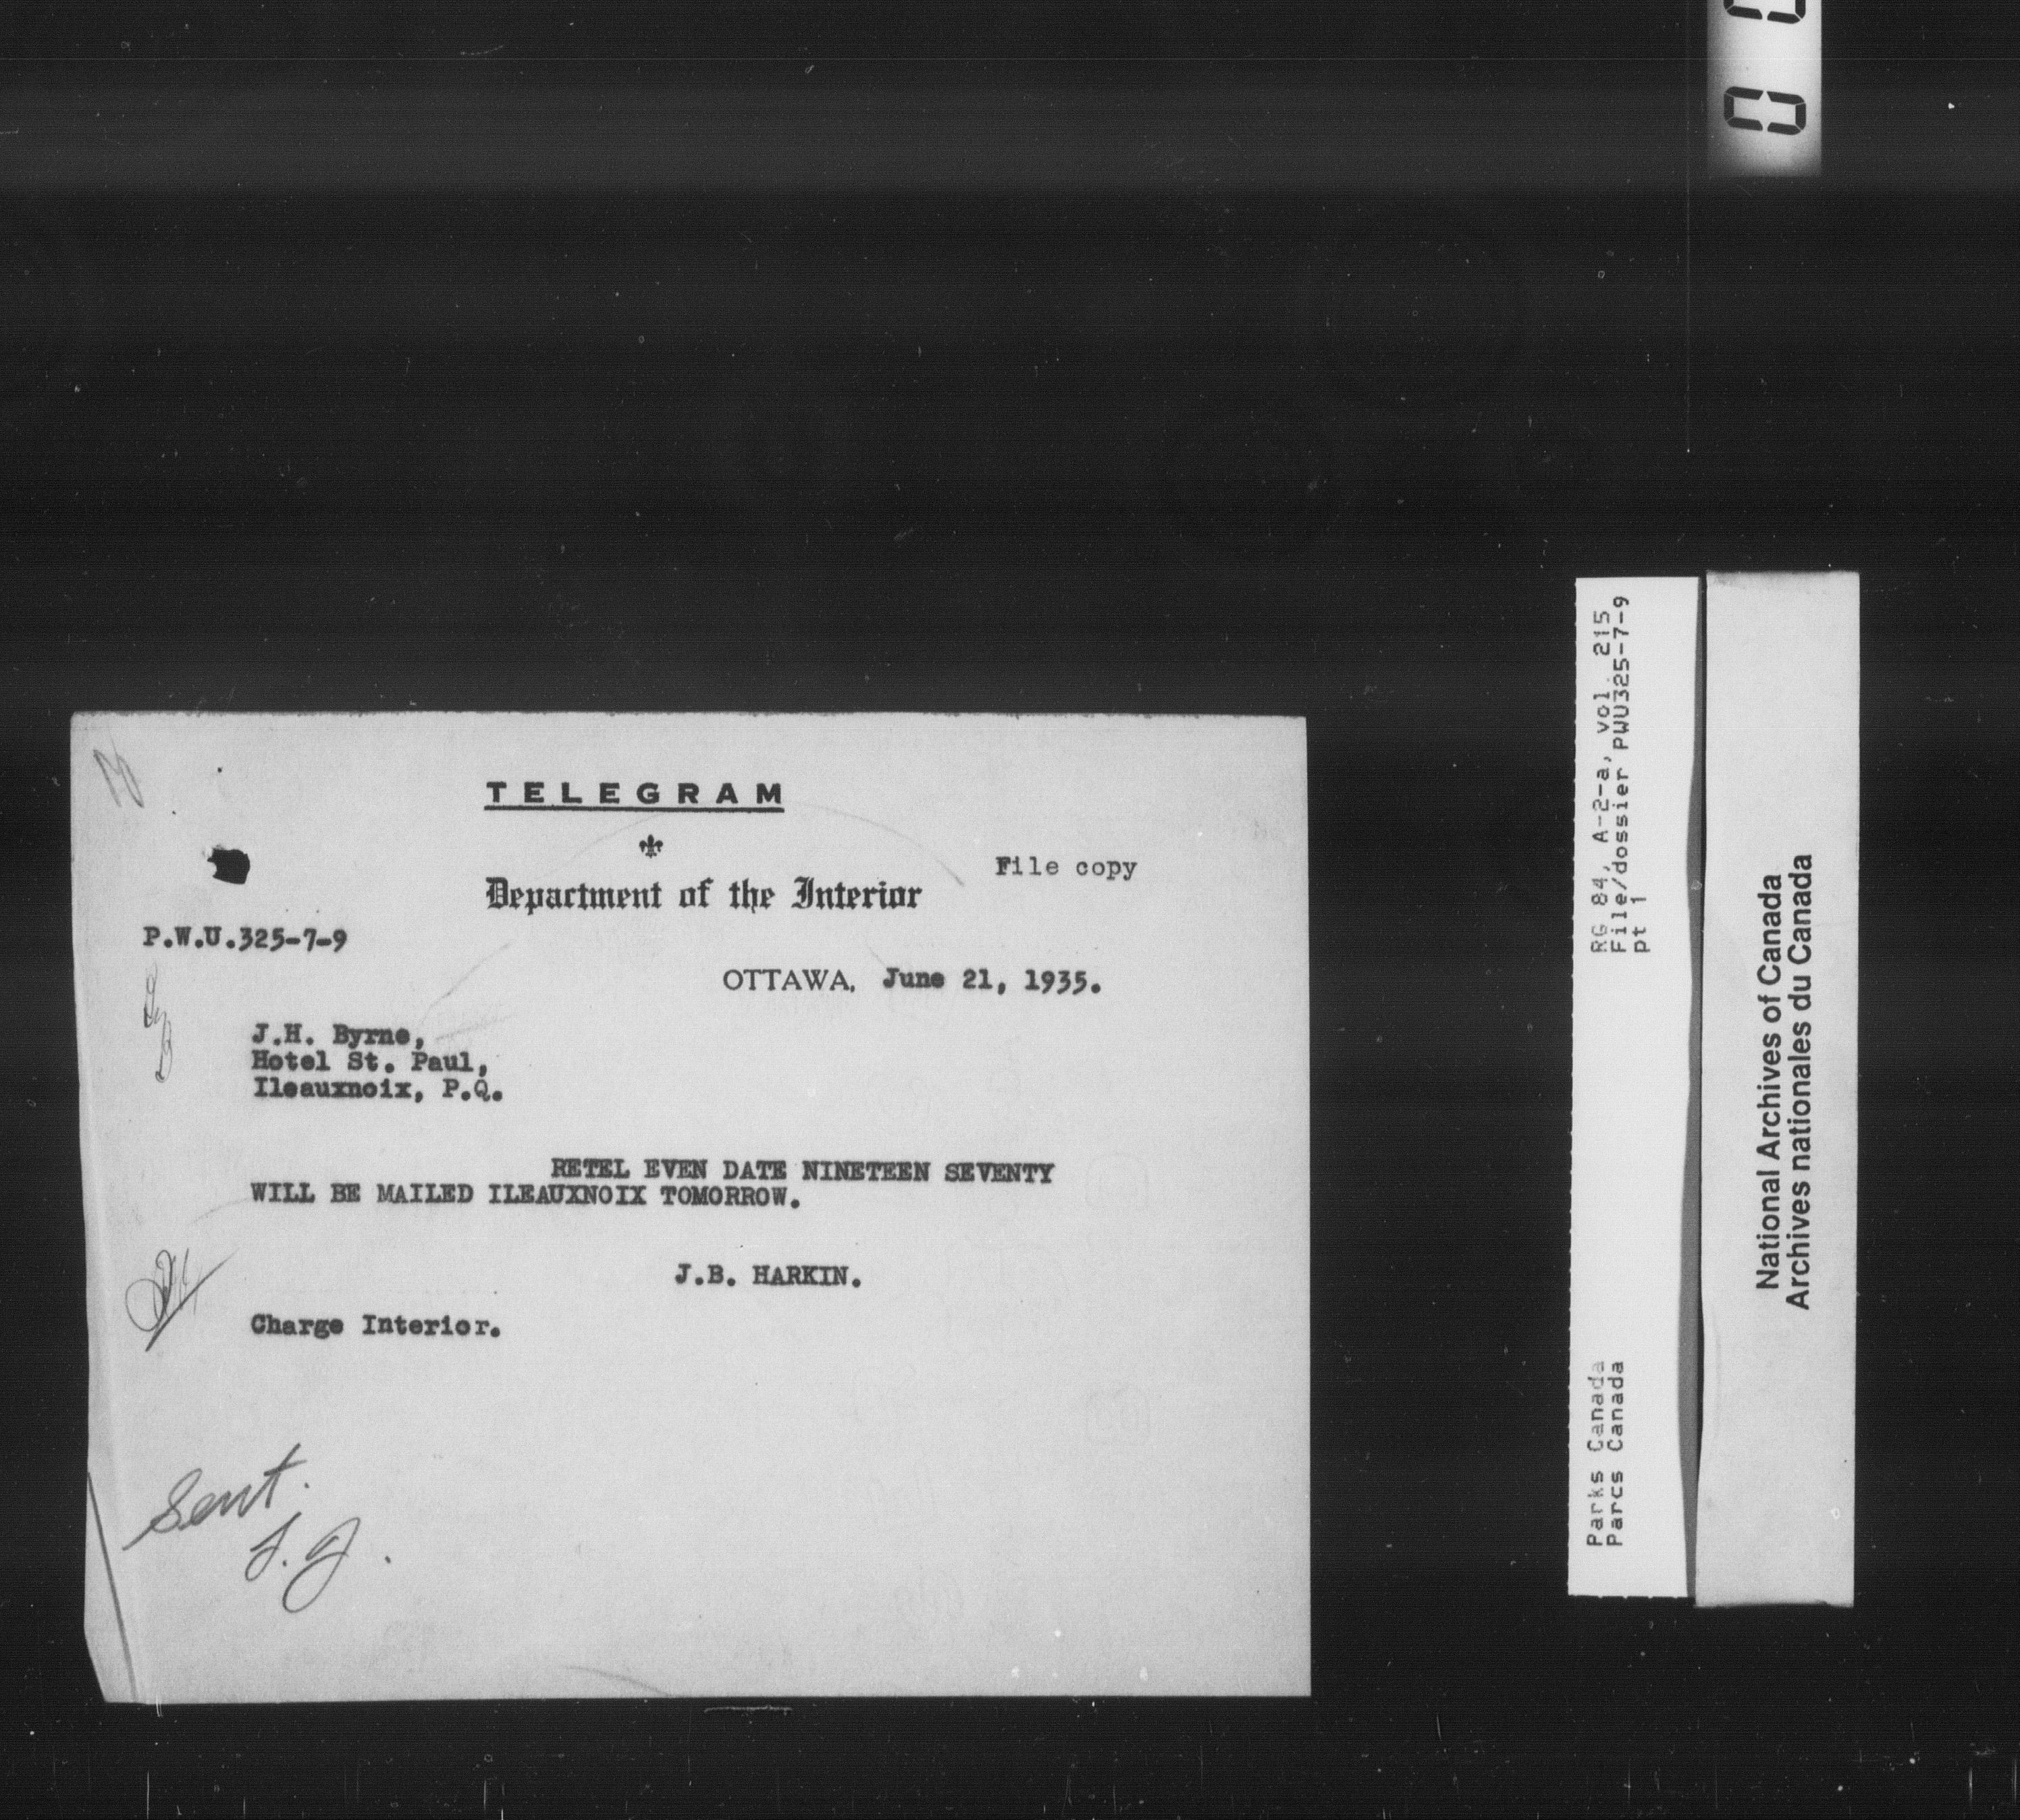 TELEGRAM
File copy
Department of the Interior
P.W.U.325-7-9
OTTAWA, June 21, 1935.
J.H. Byrne,
Hotel St. Paul,
Ileauxnoix, P.Q.
RETEL EVEN DATE NINETEEN SEVENTY
WILL BE MAILED ILEAUXNOIX TOMORROW.
J.B. HARKIN.
Charge Interior.
Sent.
RG 84, A-2-a, vol. 215
File/dossier PWU325-7-9
pt 1
Parks Canada
Parcs Canada
National Archives of Canada
Archives nationales du Canada